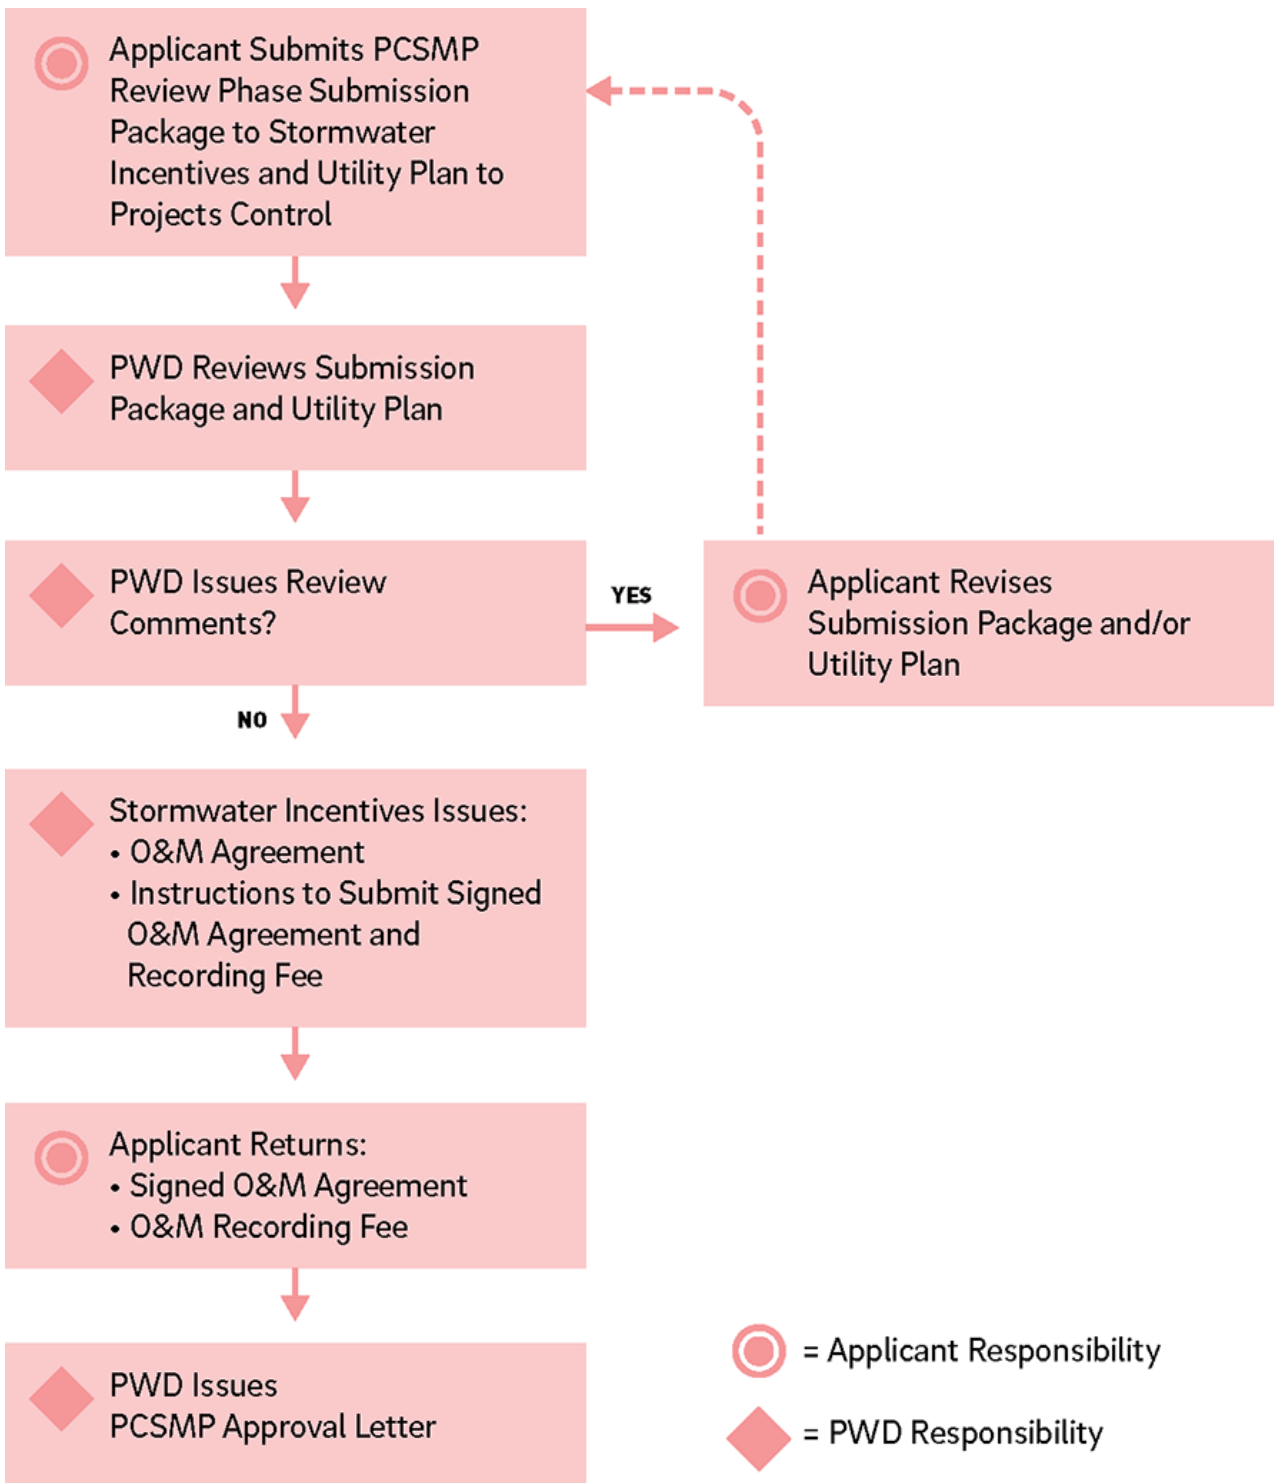 Applicant Submits PCSMP
Review Phase Submission
Package to Stormwater
Incentives and Utility Plan to
Projects Control
PWD Reviews Submission
Package and Utility Plan
PWD Issues Review
Comments?
YES
Applicant Revises
Submission Package and/or
Utility Plan
NO
Stormwater Incentives Issues:
• O&M Agreement
• Instructions to Submit Signed
O&M Agreement and
Recording Fee
Applicant Returns:
• Signed O&M Agreement
• O&M Recording Fee
PWD Issues
PCSMP Approval Letter
= Applicant Responsibility
= PWD Responsibility